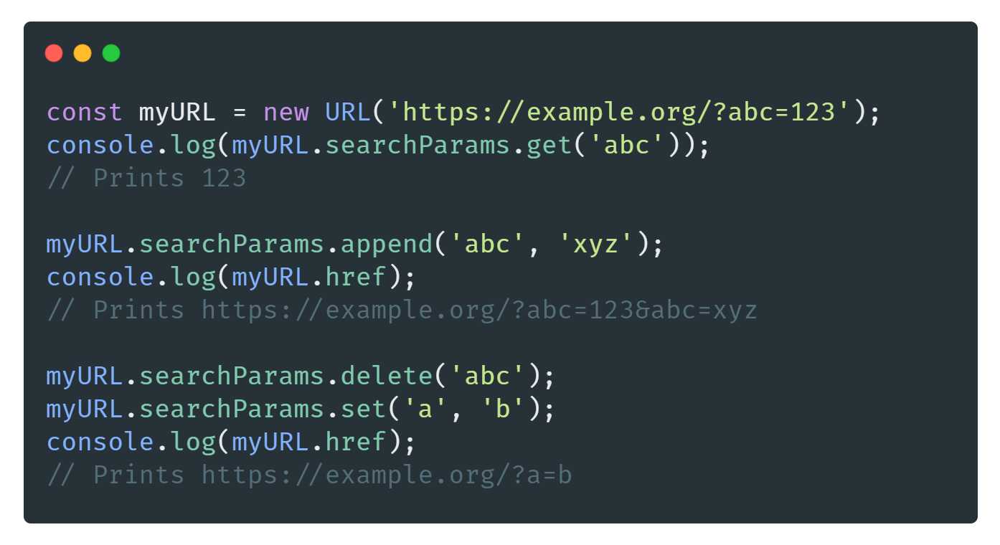 const myURL = new URL('https://example.org/?abc=123');
console.log(myURL.searchParams.get('abc'));
// Prints 123

myURL.searchParams.append('abc', 'xyz');
console.log(myURL.href);
// Prints https://example.org/?abc=123&abc=xyz

myURL.searchParams.delete('abc');
myURL.searchParams.set('a', 'b');
console.log(myURL.href);
// Prints https://example.org/?a=b